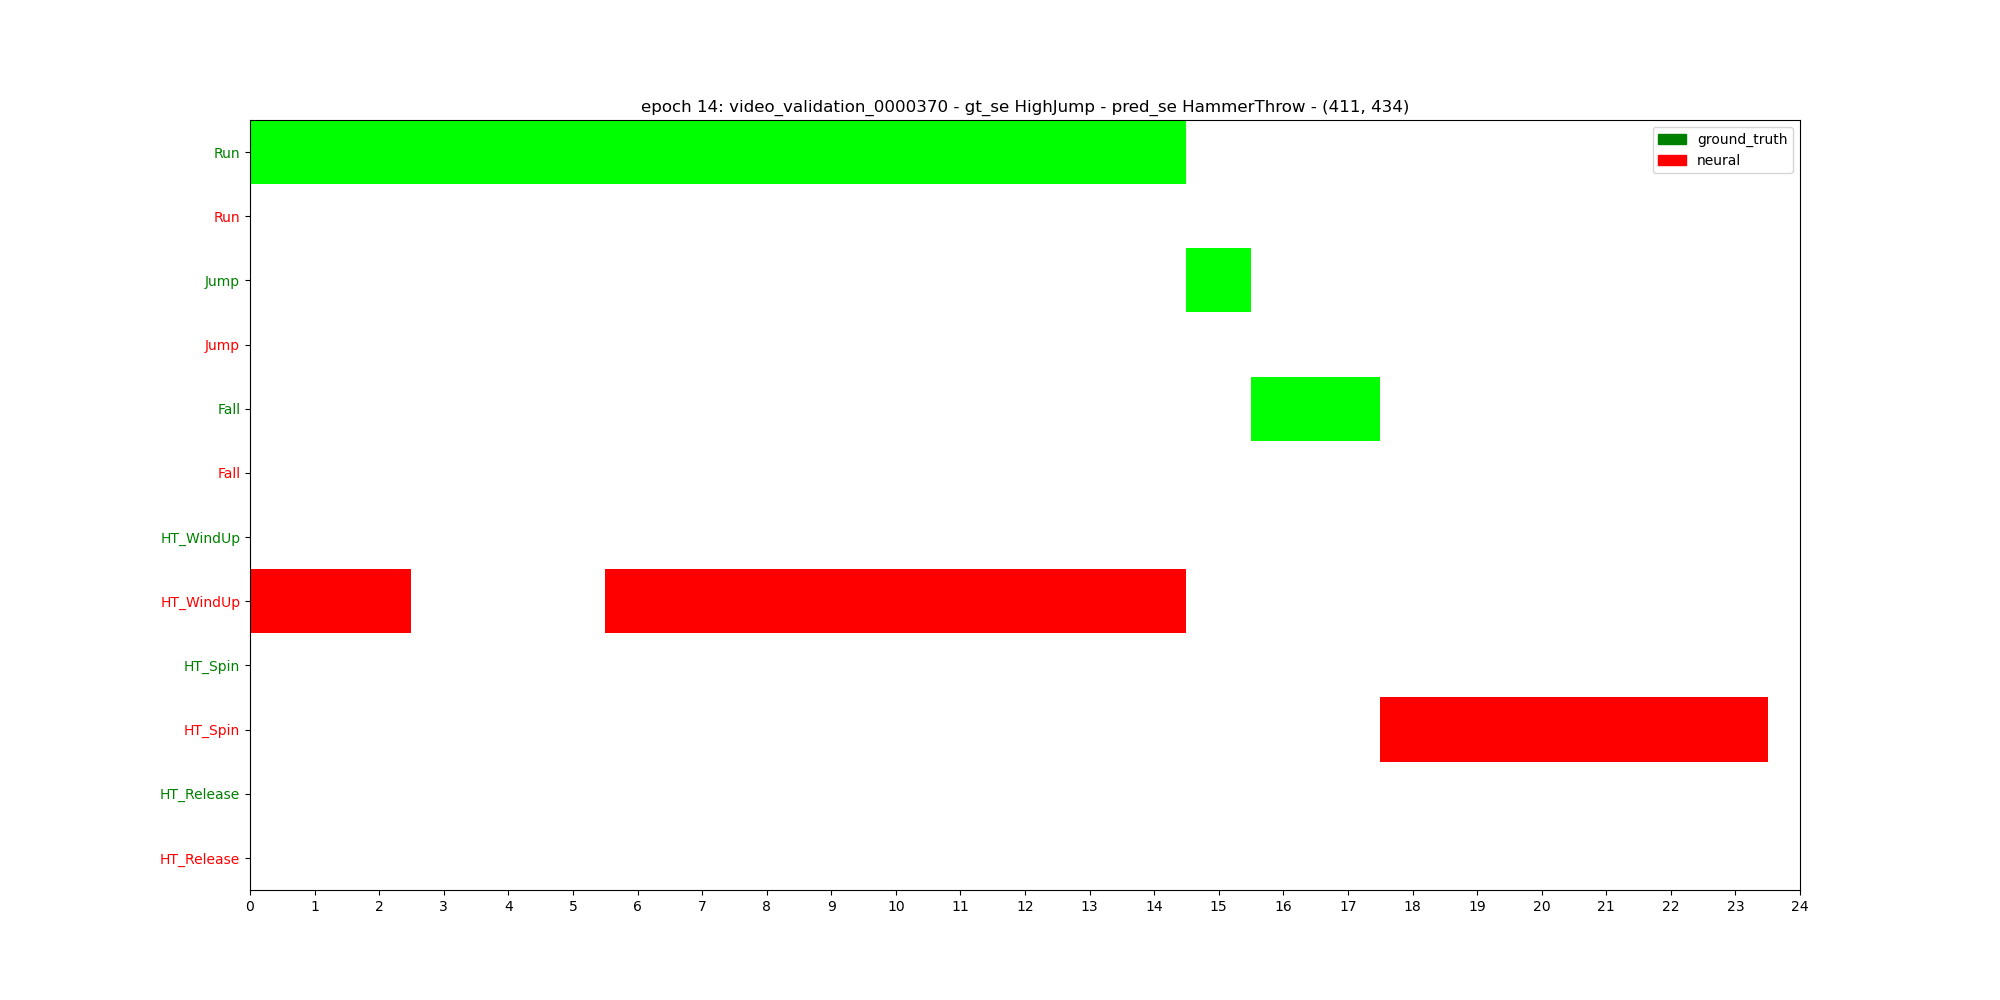 epoch 14: video_validation_0000370 - gt_se HighJump - pred_se HammerThrow - (411, 434)
ground_truth
neural
Run
Run
Jump
Jump
Fall
Fall
HT_WindUp
HT_WindUp
HT_Spin
HT_Spin
HT_Release
HT_Release
0 1 2 3 4 5 6 7 8 9 10 11 12 13 14 15 16 17 18 19 20 21 22 23 24